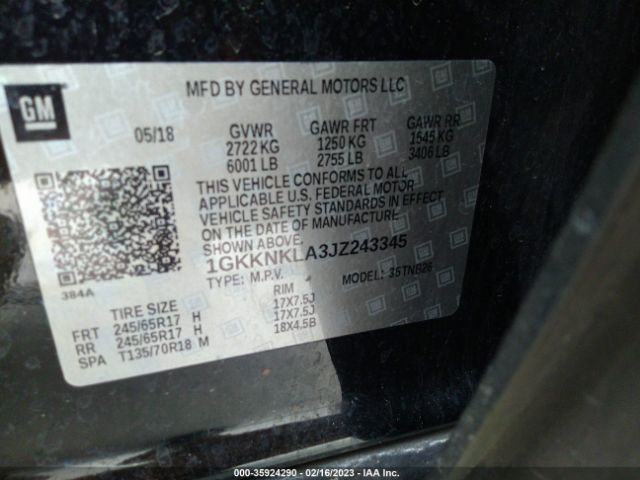 GM
MFD BY GENERAL MOTORS LLC
05/18 GVWR GAWR FRT GAWR RR
2722 KG 1250 KG 1545 KG
6001 LB 2755 LB 3406 LB
THIS VEHICLE CONFORMS TO ALL
APPLICABLE U.S. FEDERAL MOTOR
VEHICLE SAFETY STANDARDS IN EFFECT
ON THE DATE OF MANUFACTURE
SHOWN ABOVE.
1GKKNKLA3JZ243345
384A TYPE: M.P.V. MODEL: 35TNB26
TIRE SIZE RIM
FRT 245/65R17 H 17X7.5J
RR 245/65R17 H 17X7.5J
SPA T135/70R18 M 18X4.5B
000-35924290 - 02/16/2023 - IAA Inc.